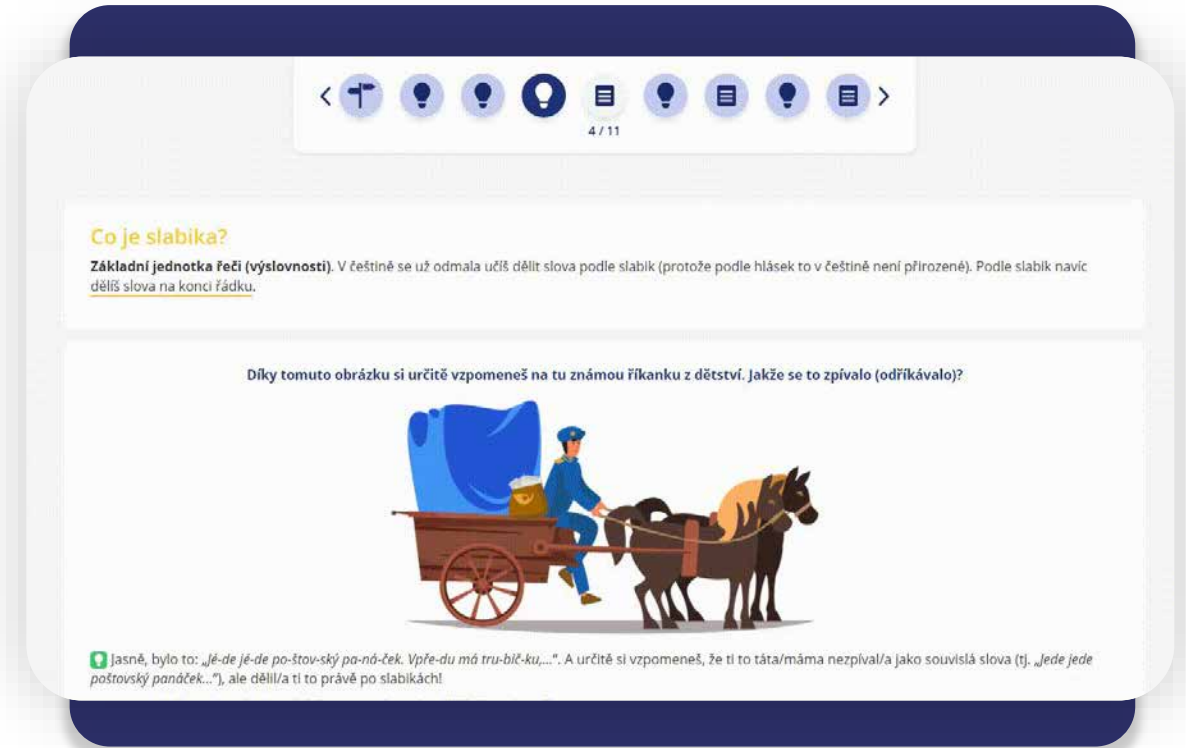 4 / 11
Co je slabika?
Základní jednotka řeči (výslovnosti). V češtině se už odmala učíš dělit slova podle slabik (protože podle hlásek to v češtině není přirozené). Podle slabik navíc
dělíš slova na konci řádku.
Díky tomuto obrázku si určitě vzpomeneš na tu známou říkanku z dětství. Jakže se to zpívalo (odříkávalo)?
Jasně, bylo to: „Jé-de jé-de po-štov-ský pa-ná-ček. Vpře-du má tru-bič-ku,...“. A určitě si vzpomeneš, že ti to táta/máma nezpíval/a jako souvislá slova (tj. „Jede jede
poštovský panáček...“), ale dělil/a ti to právě po slabikách!